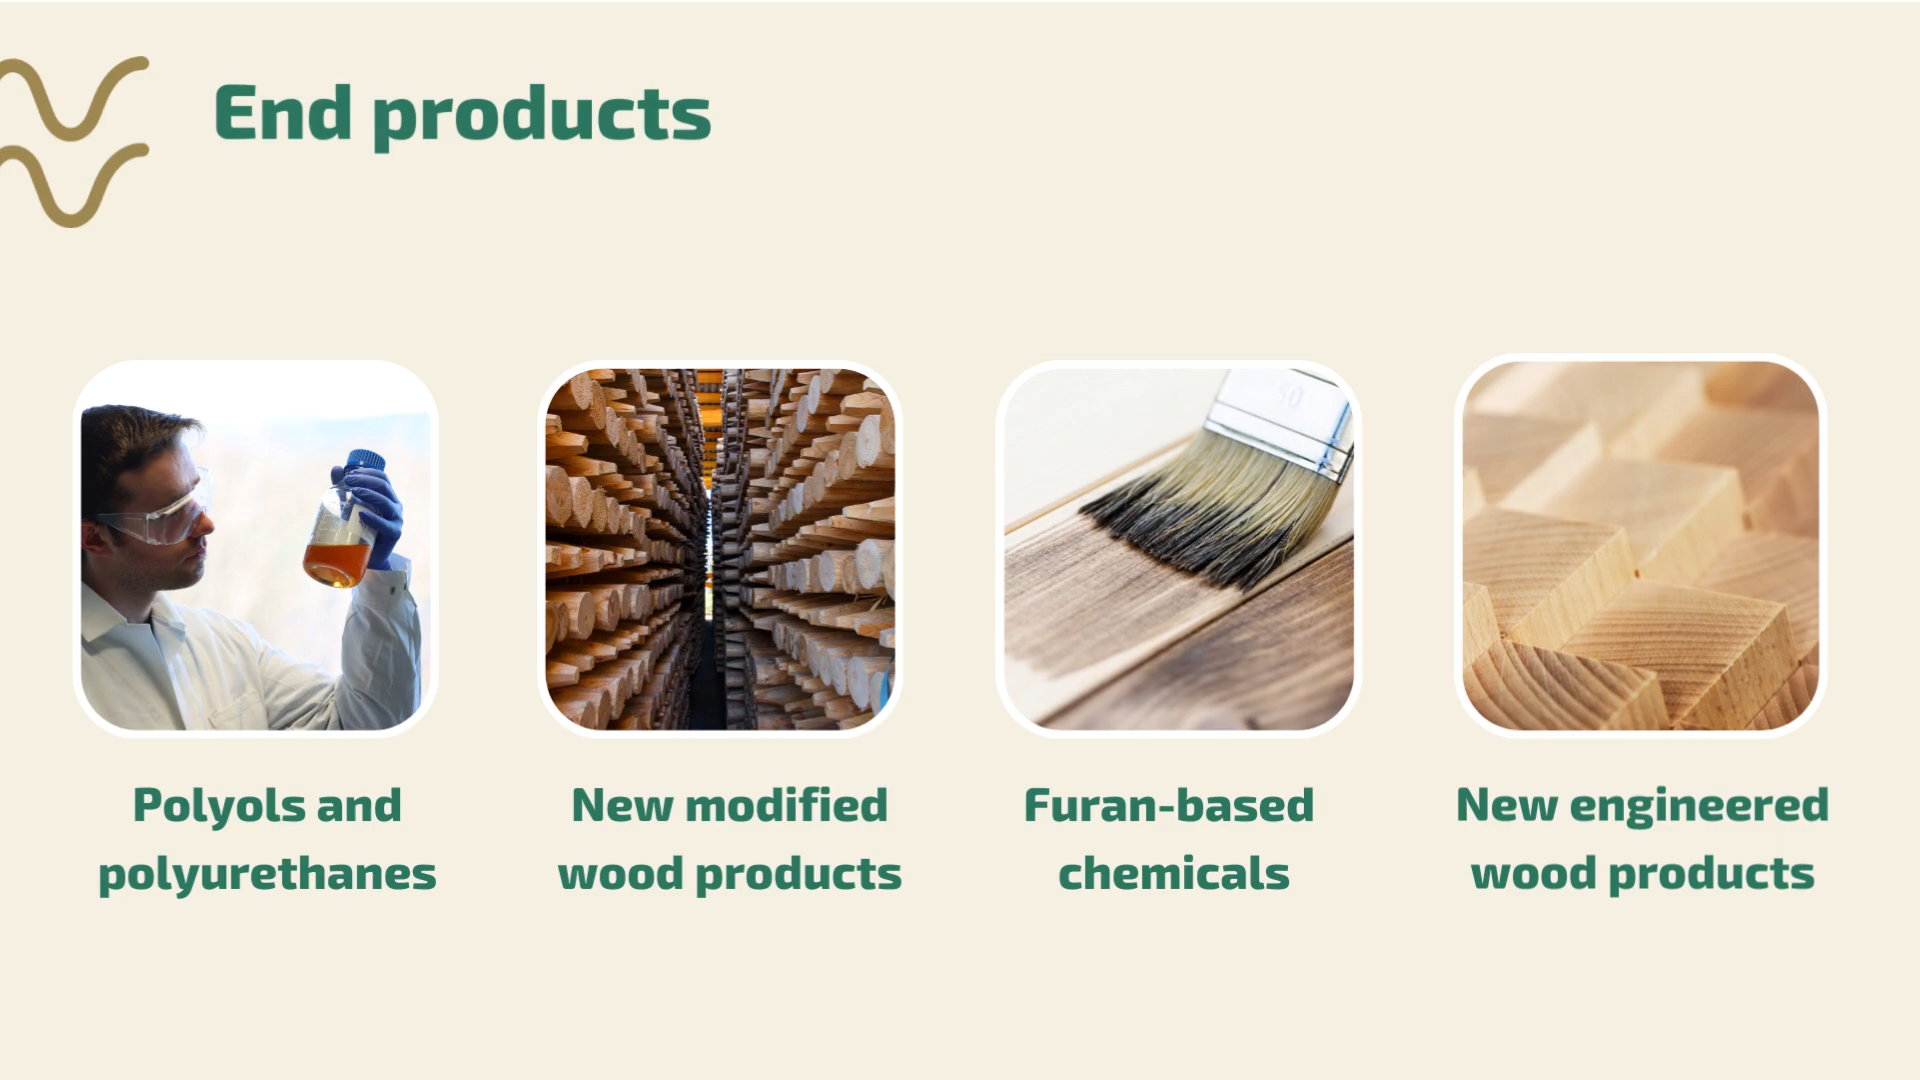 End products
Polyols and
polyurethanes
New modified
wood products
Furan-based
chemicals
New engineered
wood products